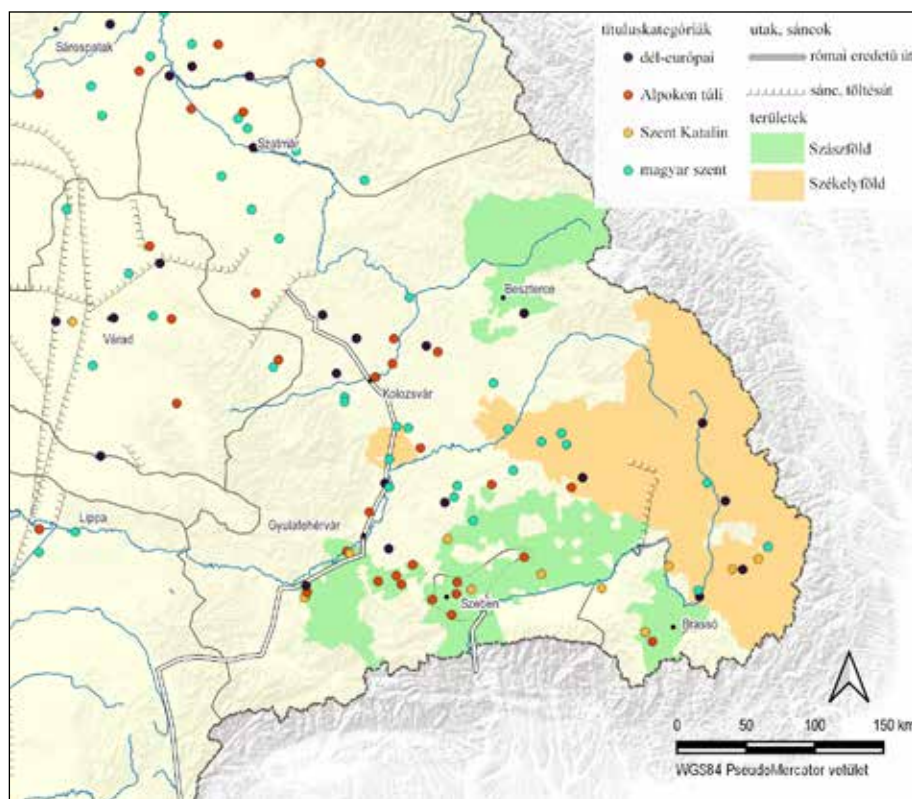 tituluskategóriák
dél-európai
Alpokon túli
Szent Katalin
magyar szent
utak, sáncok
római eredetű út
sánc, töltésút
területek
Szászföld
Székelyföld
Sárospatak
Szatmár
Beszterce
Várad
Kolozsvár
Lippa
Gyulafehérvár
Szeben
Brassó
0 50 100 150 km
WGS84 PseudoMercator vetület